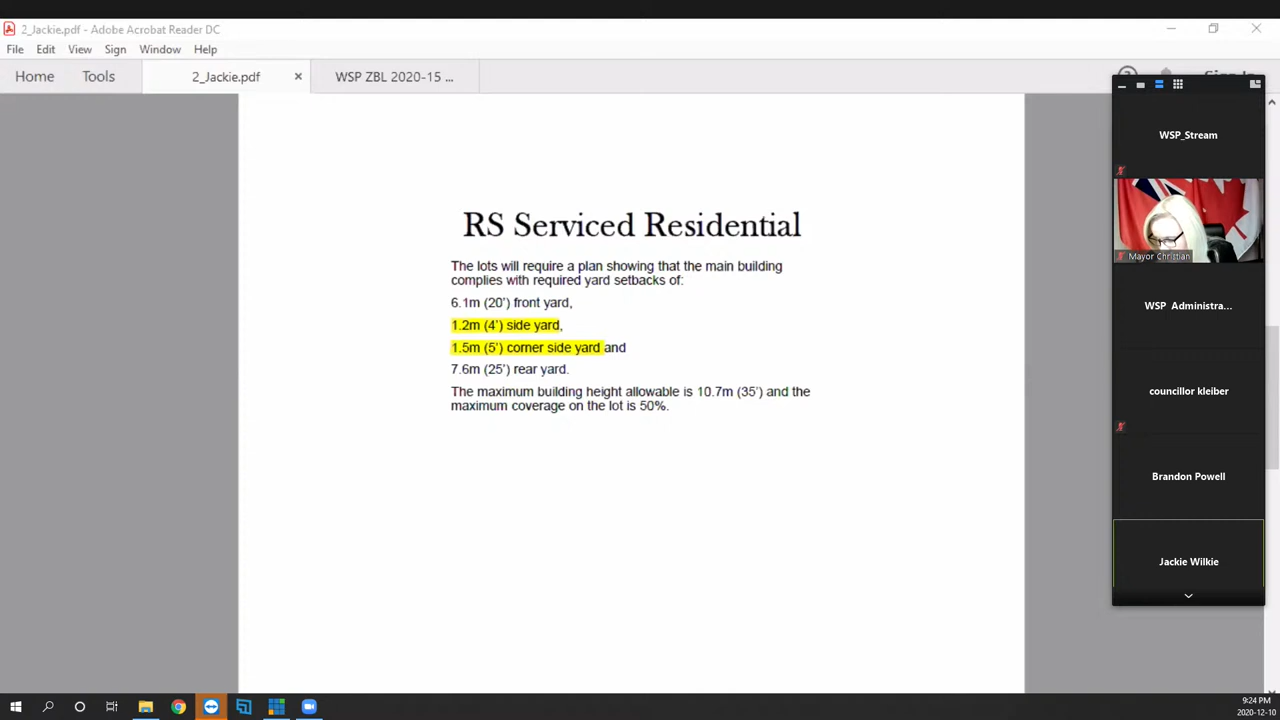 2_Jackie.pdf - Adobe Acrobat Reader DC
File Edit View Sign Window Help
Home Tools 2_Jackie.pdf × WSP ZBL 2020-15 ...
RS Serviced Residential
The lots will require a plan showing that the main building
complies with required yard setbacks of:
6.1m (20') front yard,
1.2m (4') side yard,
1.5m (5') corner side yard and
7.6m (25') rear yard.
The maximum building height allowable is 10.7m (35') and the
maximum coverage on the lot is 50%.
WSP_Stream
Mayor Christian
WSP Administra...
councillor kleiber
Brandon Powell
Jackie Wilkie
9:24 PM
2020-12-10